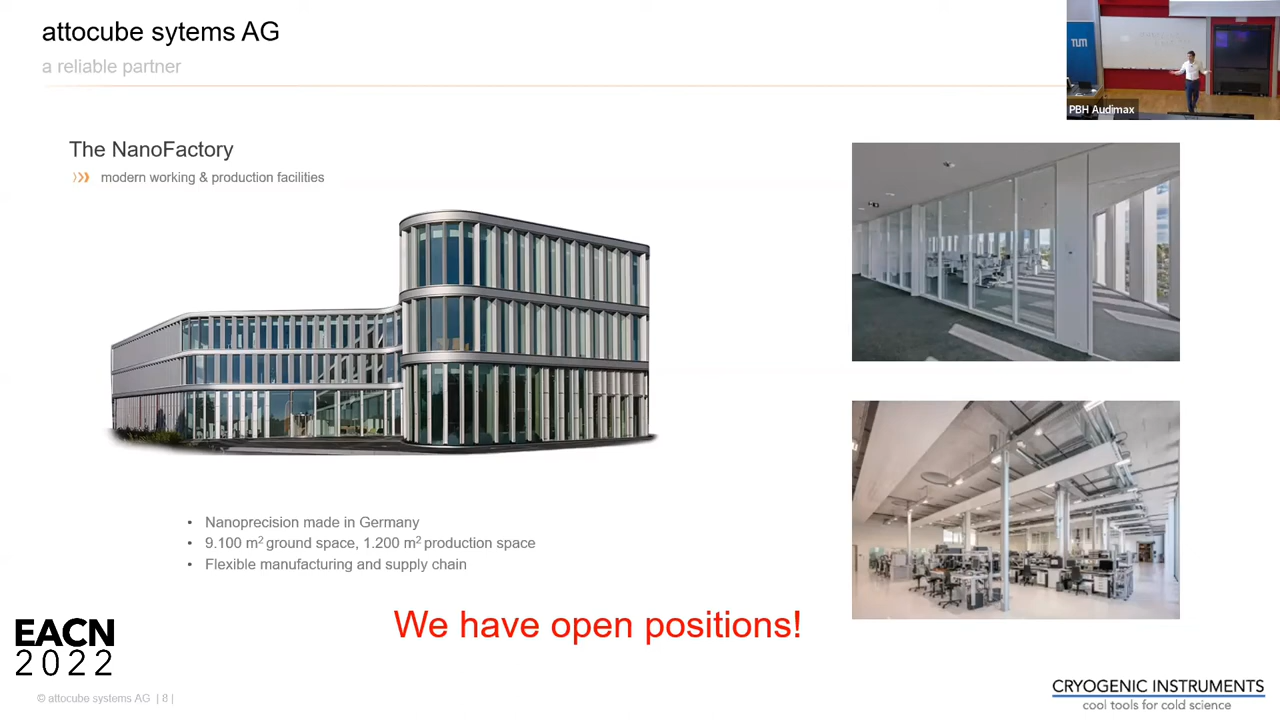 attocube sytems AG
a reliable partner
TUM
PBH Audimax
The NanoFactory
modern working & production facilities
• Nanoprecision made in Germany
• 9.100 m² ground space, 1.200 m² production space
• Flexible manufacturing and supply chain
We have open positions!
EACN
2022
© attocube systems AG | 8 |
CRYOGENIC INSTRUMENTS
cool tools for cold science